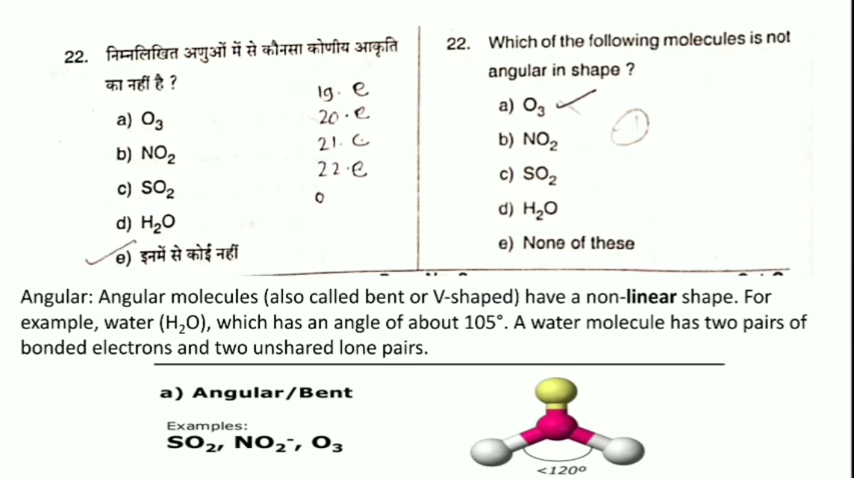 22. निम्नलिखित अणुओं में से कौनसा कोणीय आकृति
का नहीं है ?
a) O₃
b) NO₂
c) SO₂
d) H₂O
e) इनमें से कोई नहीं
19. e
20. e
21. c
22. e
22. Which of the following molecules is not
angular in shape ?
a) O₃
b) NO₂
c) SO₂
d) H₂O
e) None of these
Angular: Angular molecules (also called bent or V-shaped) have a non-linear shape. For
example, water (H₂O), which has an angle of about 105°. A water molecule has two pairs of
bonded electrons and two unshared lone pairs.
a) Angular/Bent
Examples:
SO₂, NO₂⁻, O₃
<120°